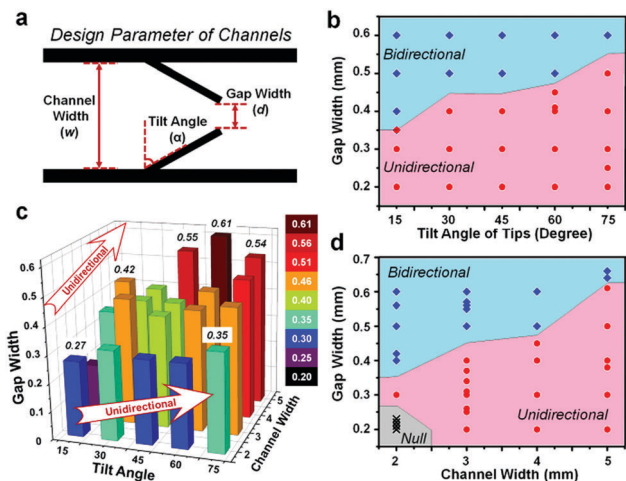 a
Design Parameter of Channels
Channel
Width
(w)
Tilt Angle
(α)
Gap Width
(d)
b
Gap Width (mm)
0.6
0.5
0.4
0.3
0.2
Bidirectional
Unidirectional
15 30 45 60 75
Tilt Angle of Tips (Degree)
c
Gap Width
0.6
0.5
0.4
0.3
0.2
0.1
0
Unidirectional
0.27
0.42
0.55
0.61
0.54
0.35
Unidirectional
15 30 45 60 75
Tilt Angle
2 3 4 5
Channel Width
0.61
0.56
0.51
0.46
0.40
0.35
0.30
0.25
0.20
d
Gap Width (mm)
0.7
0.6
0.5
0.4
0.3
0.2
Bidirectional
Unidirectional
Null
2 3 4 5
Channel Width (mm)